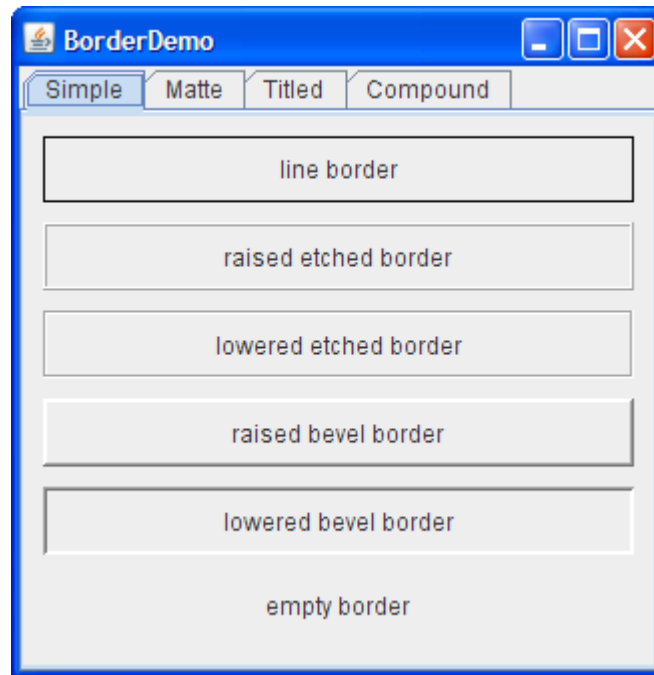 BorderDemo
Simple Matte Titled Compound
line border
raised etched border
lowered etched border
raised bevel border
lowered bevel border
empty border